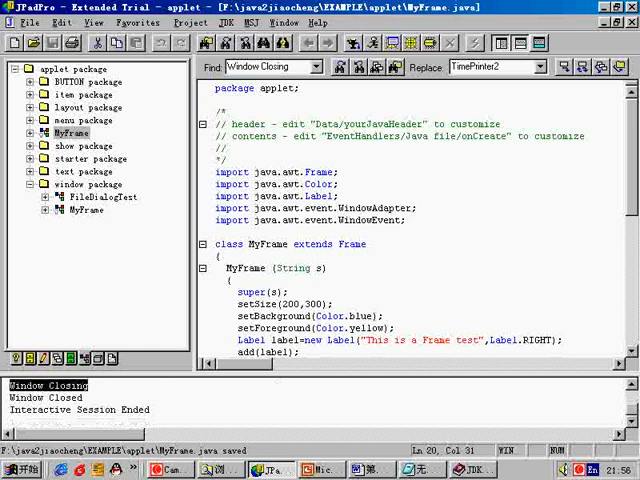 JPadPro - Extended Trial - applet - [F:\java2jiaocheng\EXAMPLE\applet\MyFrame.java]
File Edit View Favorites Project JDK MSJ Window Help
Find: Window Closing Replace: TimePrinter2
applet package
BUTTON package
item package
layout package
menu package
MyFrame
show package
starter package
text package
window package
FileDialogTest
MyFrame
package applet;
/*
// header - edit "Data/yourJavaHeader" to customize
// contents - edit "EventHandlers/Java file/onCreate" to customize
//
*/
import java.awt.Frame;
import java.awt.Color;
import java.awt.Label;
import java.awt.event.WindowAdapter;
import java.awt.event.WindowEvent;
class MyFrame extends Frame
{
MyFrame (String s)
{
super(s);
setSize(200,300);
setBackground(Color.blue);
setForeground(Color.yellow);
Label label=new Label("This is a Frame test",Label.RIGHT);
add(label);
Window Closing
Window Closed
Interactive Session Ended
F:\java2jiaocheng\EXAMPLE\applet\MyFrame.java saved Ln 20, Col 31 WIN NUM
开始 Cam... 浏... JPa... Mic... 第... 无... JDK... En 21:56